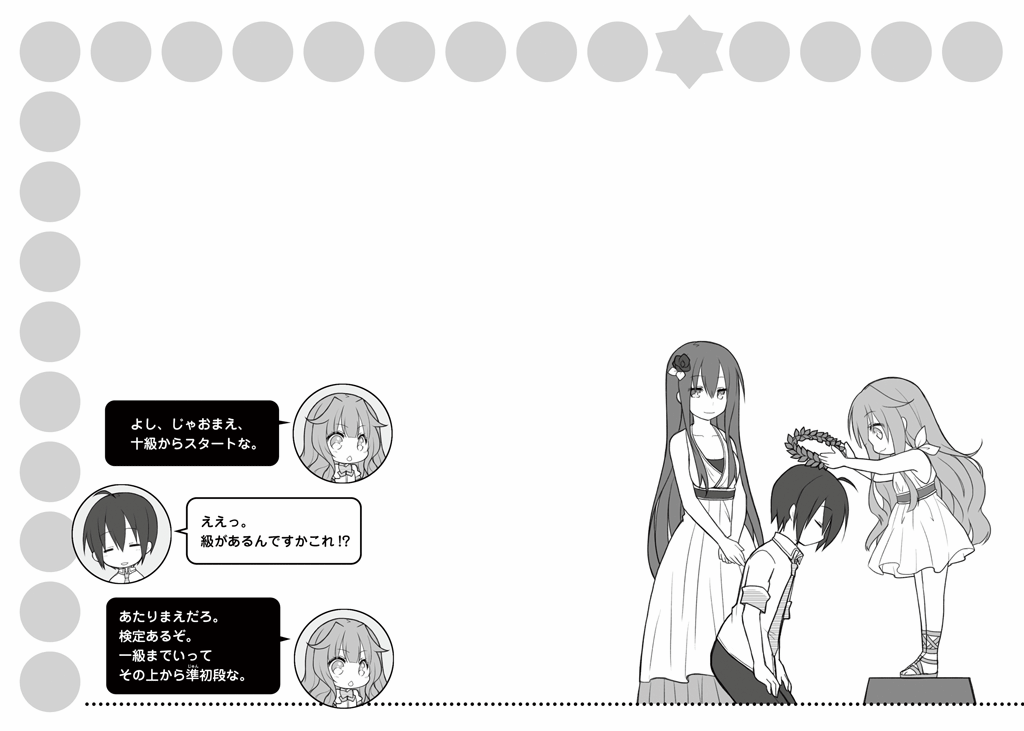 よし、じゃおまえ、
十級からスタートな。
ええっ。
級があるんですかこれ!?
あたりまえだろ。
検定あるぞ。
一級までいって
その上から準初段な。
じゅん